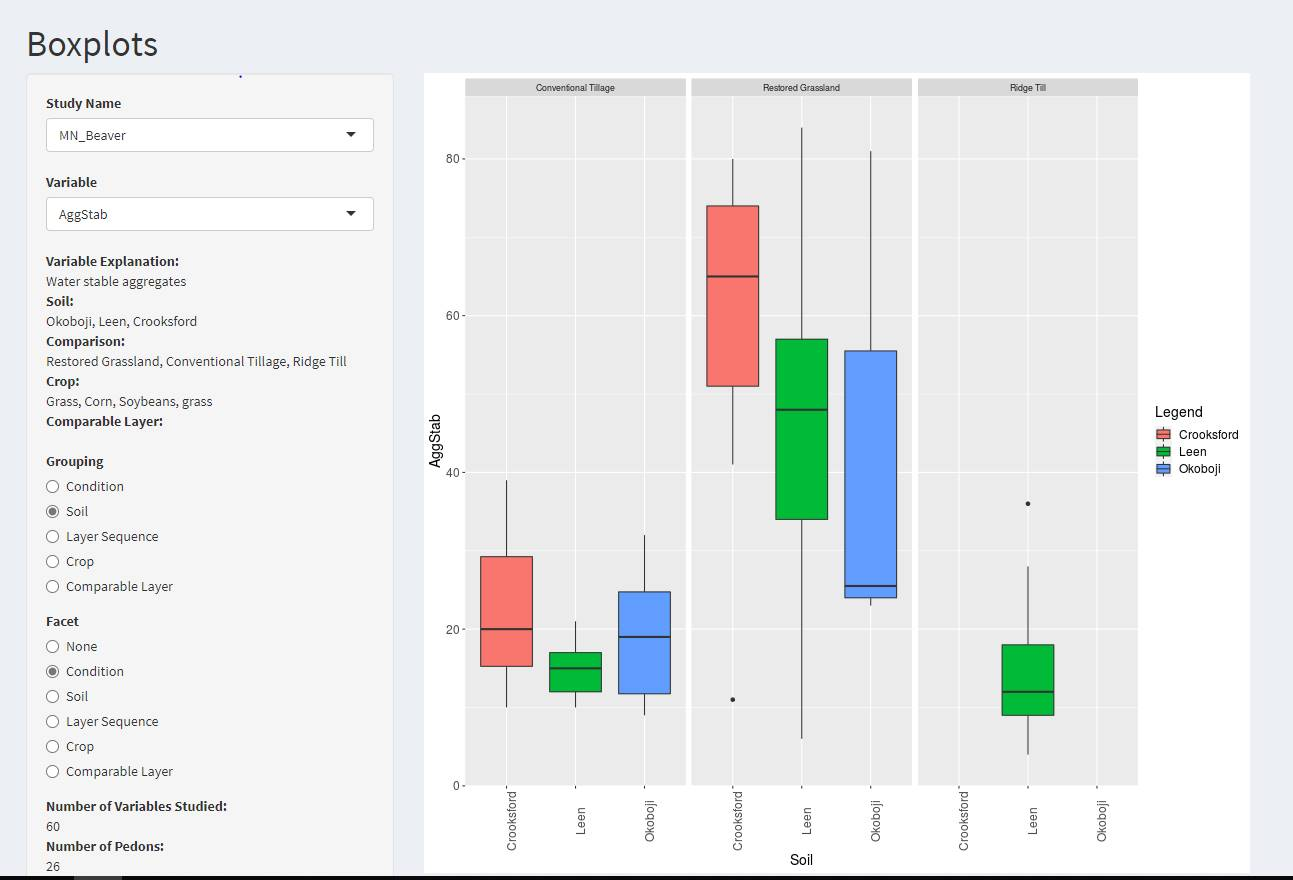 Boxplots
Study Name
MN_Beaver
Variable
AggStab
Variable Explanation:
Water stable aggregates
Soil:
Okoboji, Leen, Crooksford
Comparison:
Restored Grassland, Conventional Tillage, Ridge Till
Crop:
Grass, Corn, Soybeans, grass
Comparable Layer:
Grouping
Condition
Soil
Layer Sequence
Crop
Comparable Layer
Facet
None
Condition
Soil
Layer Sequence
Crop
Comparable Layer
Number of Variables Studied:
60
Number of Pedons:
26
Conventional Tillage Restored Grassland Ridge Till
80
60
40
20
0
AggStab
Crooksford Leen Okoboji Crooksford Leen Okoboji Crooksford Leen Okoboji
Soil
Legend
Crooksford
Leen
Okoboji